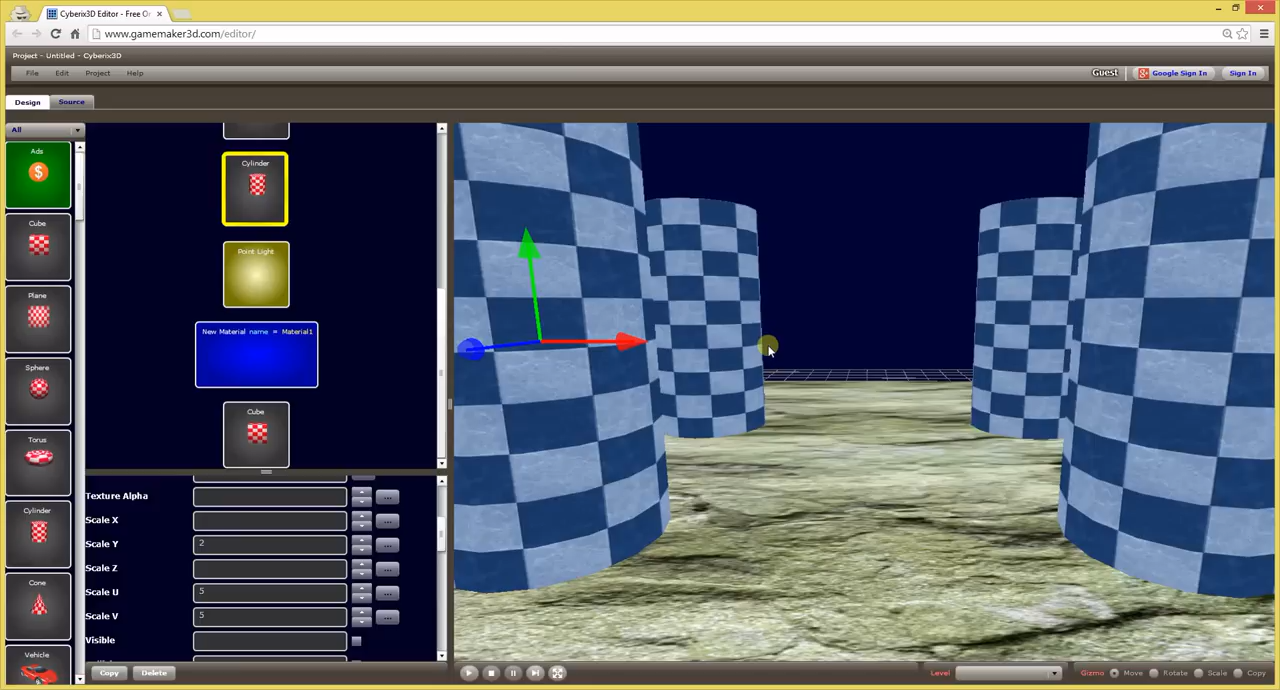 Cyberix3D Editor - Free O
www.gamemaker3d.com/editor/
Project - Untitled - Cyberix3D
File Edit Project Help
Guest
Google Sign In
Sign In
Design Source
All
Ads
$
Cube
Plane
Sphere
Torus
Cylinder
Cone
Vehicle
Cylinder
Point Light
New Material name = Material1
Cube
Texture Alpha ...
Scale X ...
Scale Y 2 ...
Scale Z ...
Scale U 5 ...
Scale V 5 ...
Visible
Copy Delete
Level
Gizmo Move Rotate Scale Copy